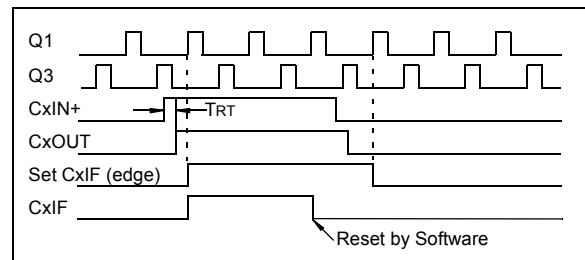 Q1
Q3
CxIN+
TRT
CxOUT
Set CxIF (edge)
CxIF
Reset by Software